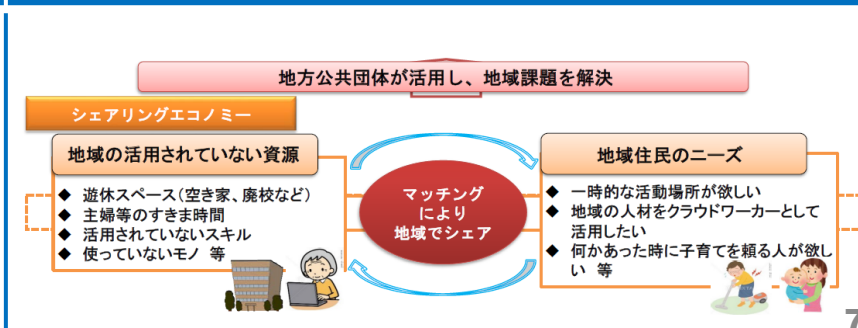 地方公共団体が活用し、地域課題を解決
シェアリングエコノミー
地域の活用されていない資源
◆ 遊休スペース(空き家、廃校など)
◆ 主婦等のすきま時間
◆ 活用されていないスキル
◆ 使っていないモノ 等
マッチング
により
地域でシェア
地域住民のニーズ
◆ 一時的な活動場所が欲しい
◆ 地域の人材をクラウドワーカーとして
活用したい
◆ 何かあった時に子育てを頼る人が欲し
い 等
7